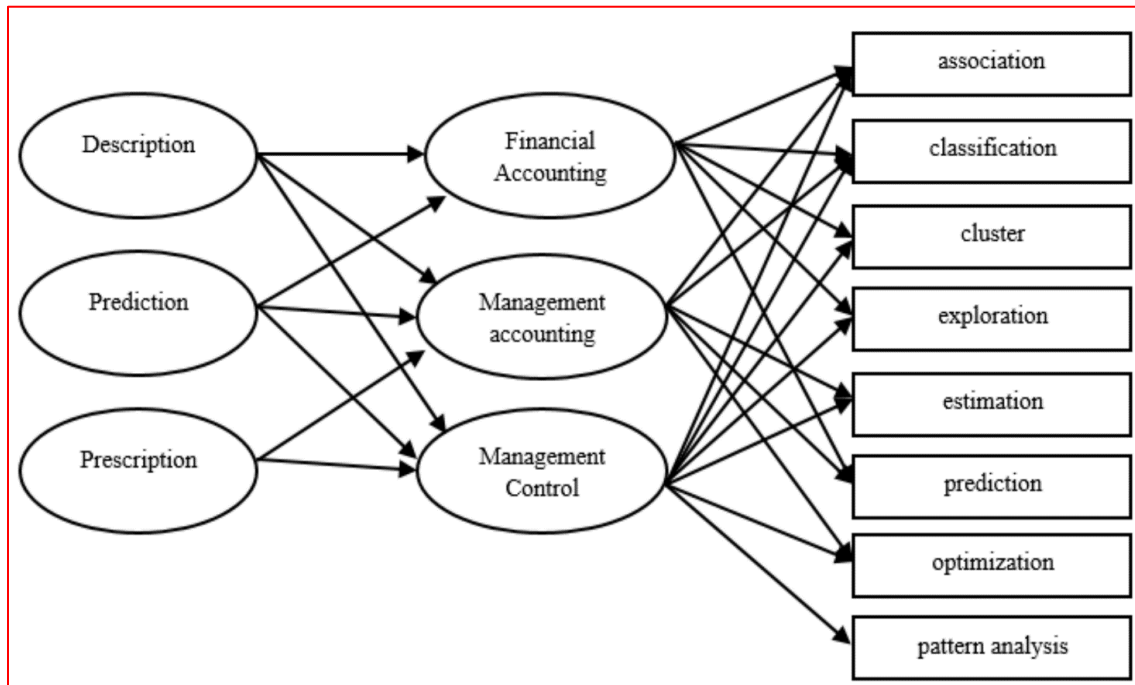 Description
Prediction
Prescription
Financial
Accounting
Management
accounting
Management
Control
association
classification
cluster
exploration
estimation
prediction
optimization
pattern analysis